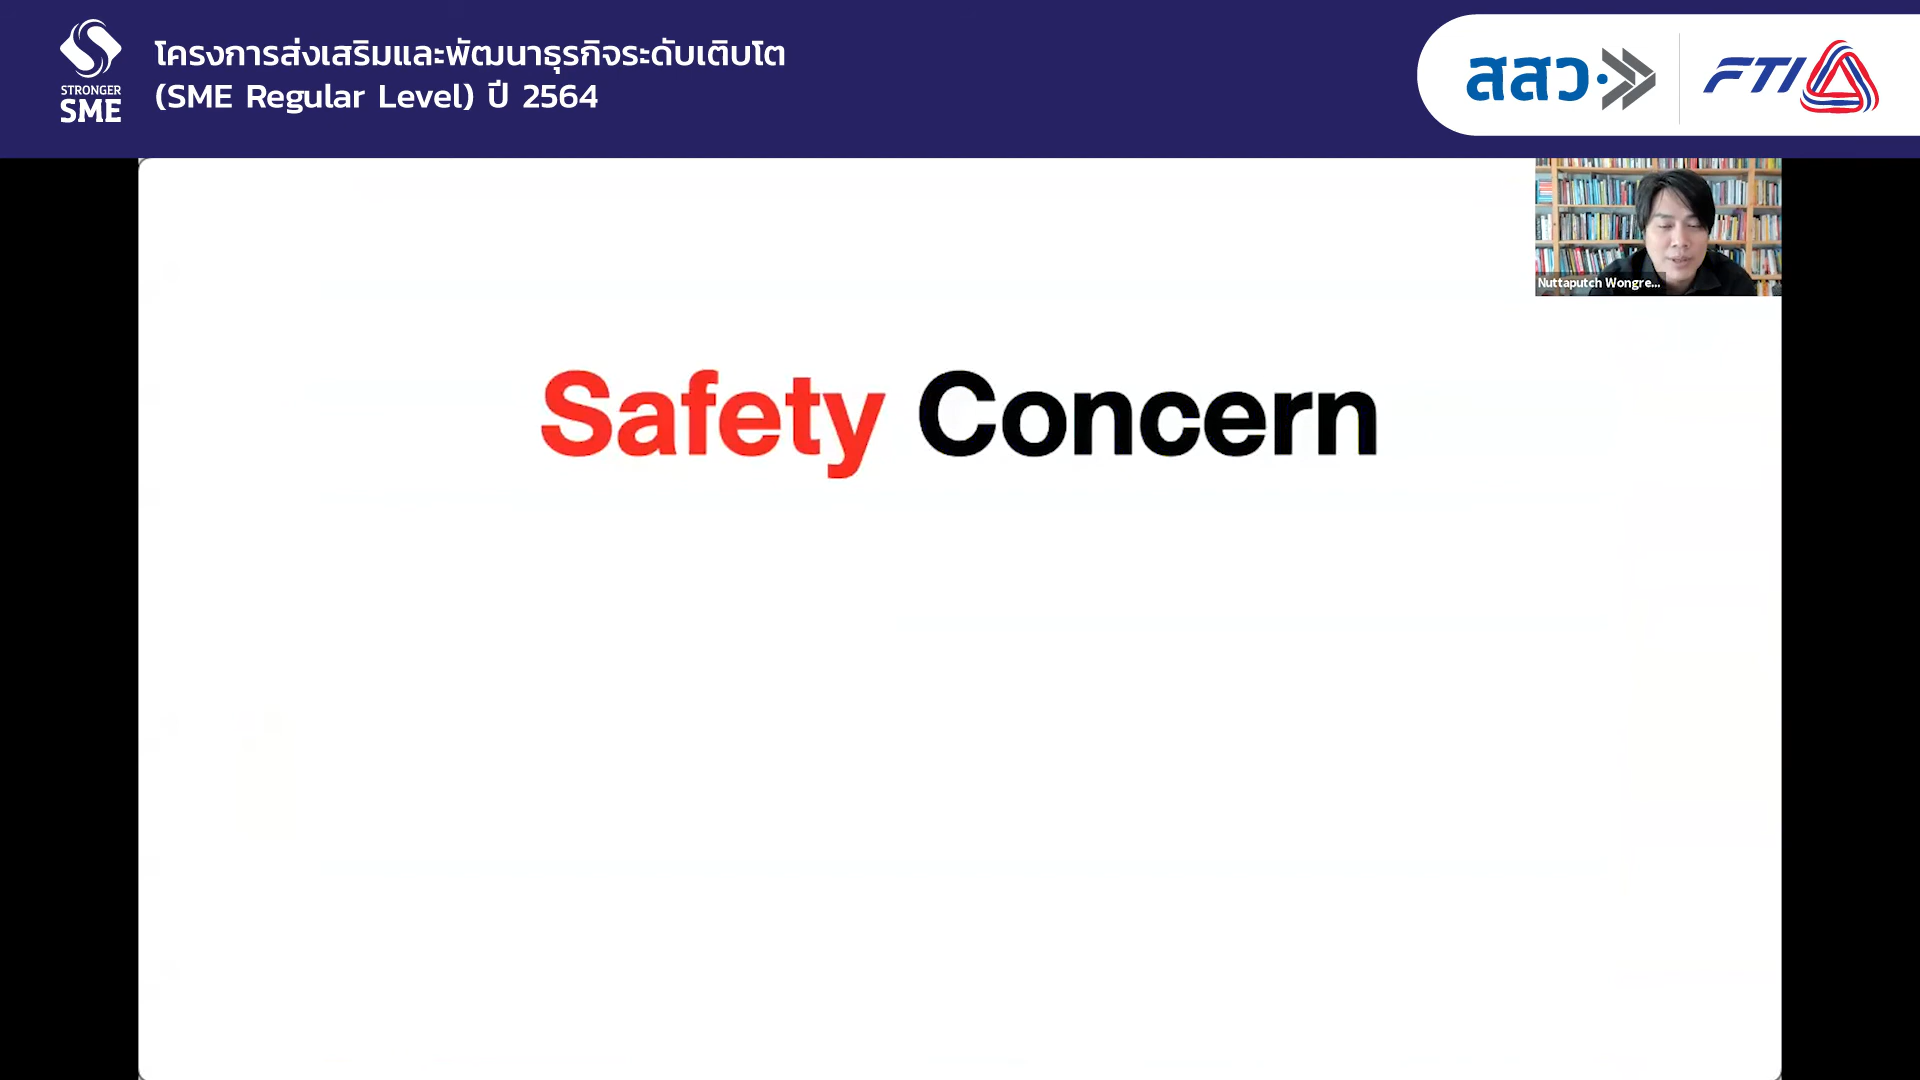 STRONGER
SME
โครงการส่งเสริมและพัฒนาธุรกิจระดับเติบโต
(SME Regular Level) ปี 2564
สสว
FTI
Nuttaputch Wongre...
Safety Concern